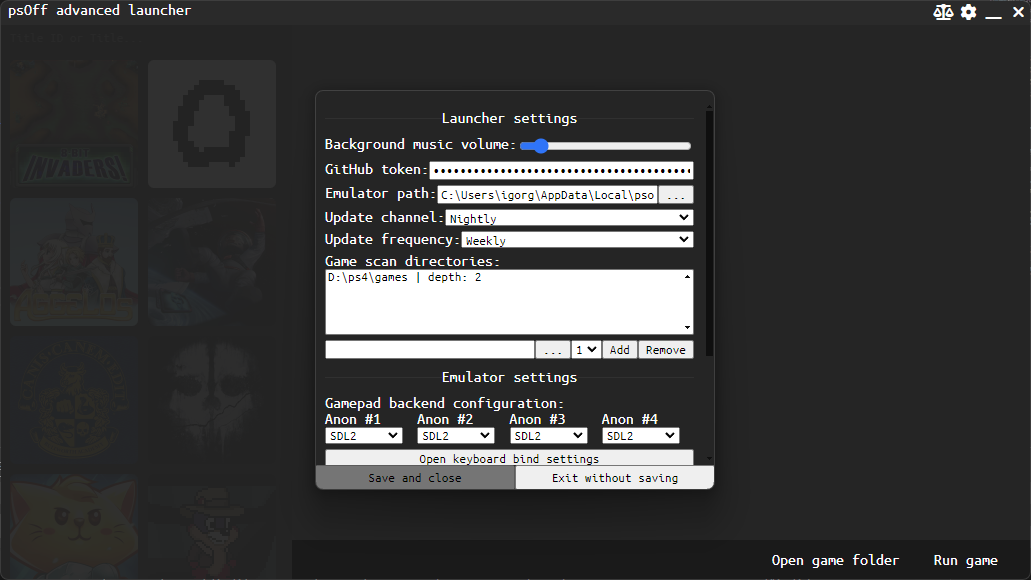 psOff advanced launcher
INVADERS!
Launcher settings
Background music volume:
GitHub token: ••••••••••••••••••••••••••••••••••••••••
Emulator path: C:\Users\igorg\AppData\Local\pso ...
Update channel: Nightly
Update frequency: Weekly
Game scan directories:
D:\ps4\games | depth: 2
... 1 Add Remove
Emulator settings
Gamepad backend configuration:
Anon #1 Anon #2 Anon #3 Anon #4
SDL2 SDL2 SDL2 SDL2
Open keyboard bind settings
Save and close Exit without saving
Open game folder Run game